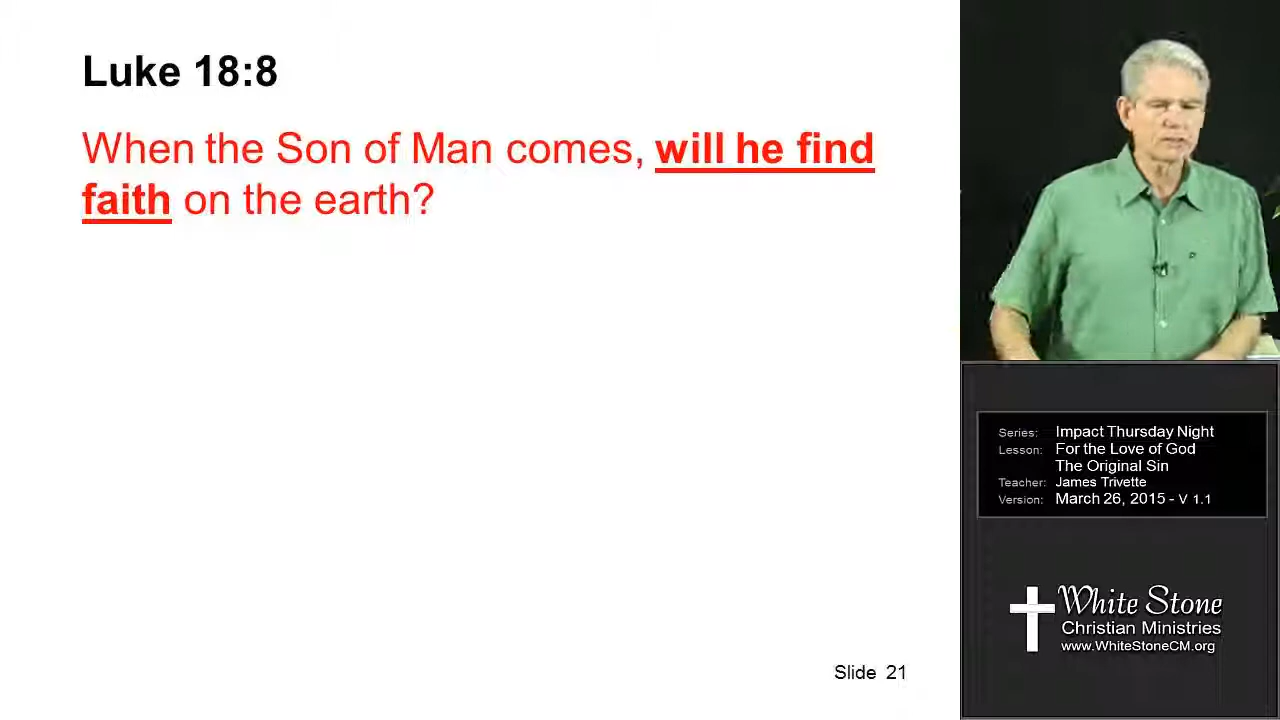 Luke 18:8
When the Son of Man comes, will he find
faith on the earth?
Slide 21
Series: Impact Thursday Night
Lesson: For the Love of God
The Original Sin
Teacher: James Trivette
Version: March 26, 2015 - V 1.1
White Stone
Christian Ministries
www.WhiteStoneCM.org